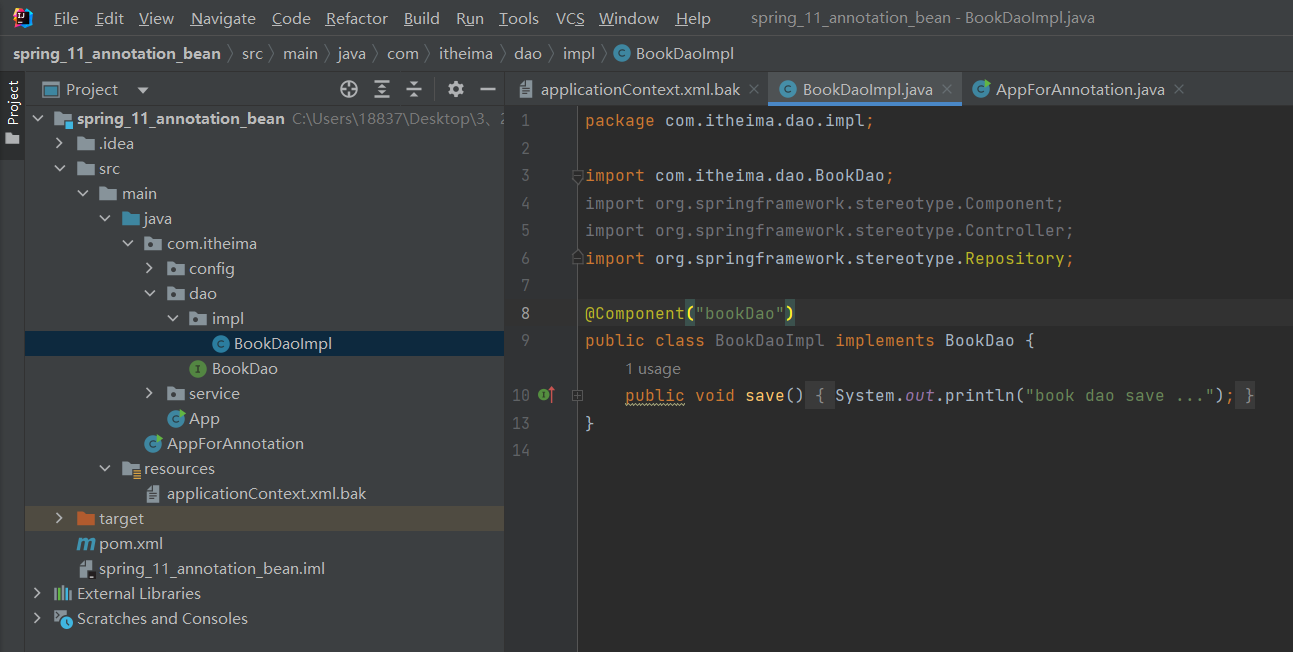 File Edit View Navigate Code Refactor Build Run Tools VCS Window Help spring_11_annotation_bean - BookDaoImpl.java
spring_11_annotation_bean src main java com itheima dao impl BookDaoImpl
Project
Project
applicationContext.xml.bak BookDaoImpl.java AppForAnnotation.java
spring_11_annotation_bean C:\Users\18837\Desktop\3、
.idea
src
main
java
com.itheima
config
dao
impl
BookDaoImpl
BookDao
service
App
AppForAnnotation
resources
applicationContext.xml.bak
target
pom.xml
spring_11_annotation_bean.iml
External Libraries
Scratches and Consoles
1 package com.itheima.dao.impl;
2
3 import com.itheima.dao.BookDao;
4 import org.springframework.stereotype.Component;
5 import org.springframework.stereotype.Controller;
6 import org.springframework.stereotype.Repository;
7
8 @Component("bookDao")
9 public class BookDaoImpl implements BookDao {
1 usage
10 public void save() { System.out.println("book dao save ..."); }
13 }
14